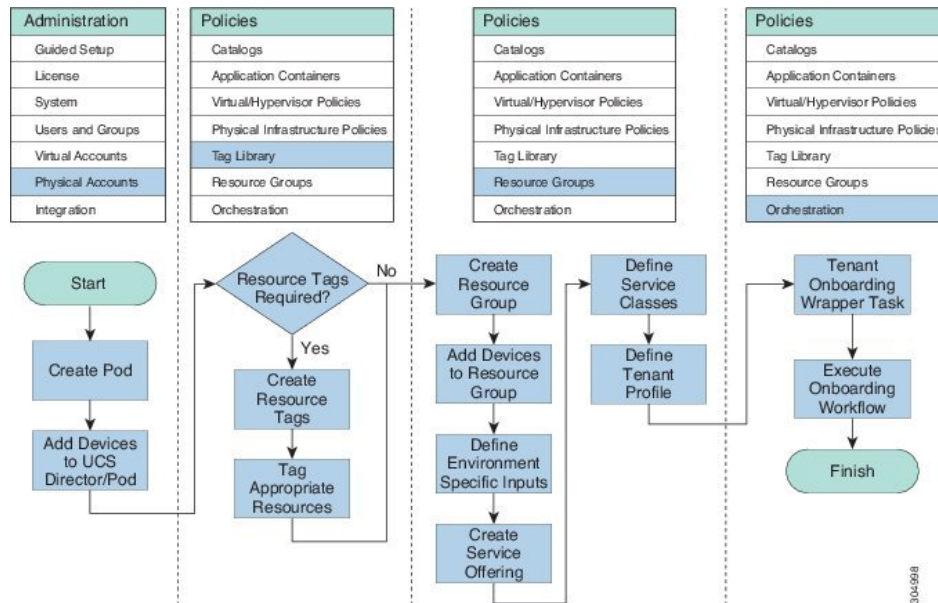 Administration
Guided Setup
License
System
Users and Groups
Virtual Accounts
Physical Accounts
Integration
Policies
Catalogs
Application Containers
Virtual/Hypervisor Policies
Physical Infrastructure Policies
Tag Library
Resource Groups
Orchestration
Policies
Catalogs
Application Containers
Virtual/Hypervisor Policies
Physical Infrastructure Policies
Tag Library
Resource Groups
Orchestration
Policies
Catalogs
Application Containers
Virtual/Hypervisor Policies
Physical Infrastructure Policies
Tag Library
Resource Groups
Orchestration
Start
Create Pod
Add Devices
to UCS
Director/Pod
Resource Tags
Required?
No
Yes
Create
Resource
Tags
Tag
Appropriate
Resources
Create
Resource
Group
Add Devices
to Resource
Group
Define
Environment
Specific Inputs
Create
Service
Offering
Define
Service
Classes
Define
Tenant
Profile
Tenant
Onboarding
Wrapper Task
Execute
Onboarding
Workflow
Finish
304998